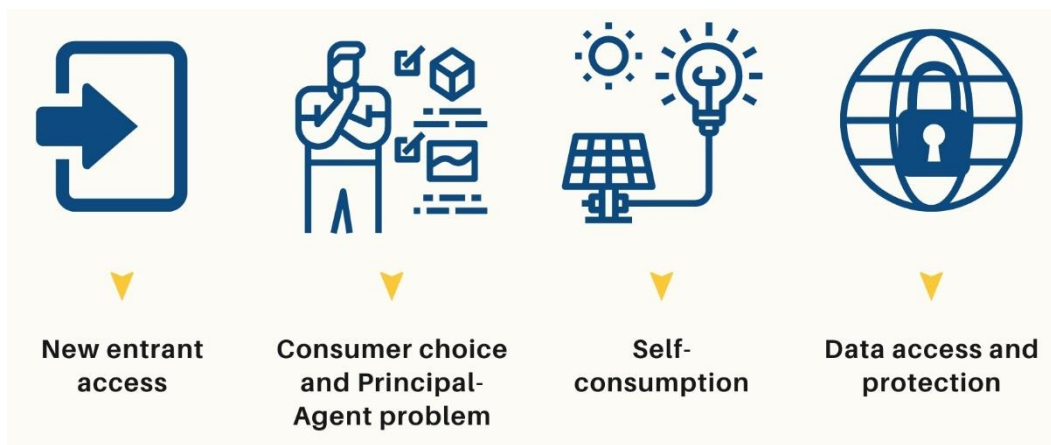 New entrant
access
Consumer choice
and Principal-
Agent problem
Self-
consumption
Data access and
protection